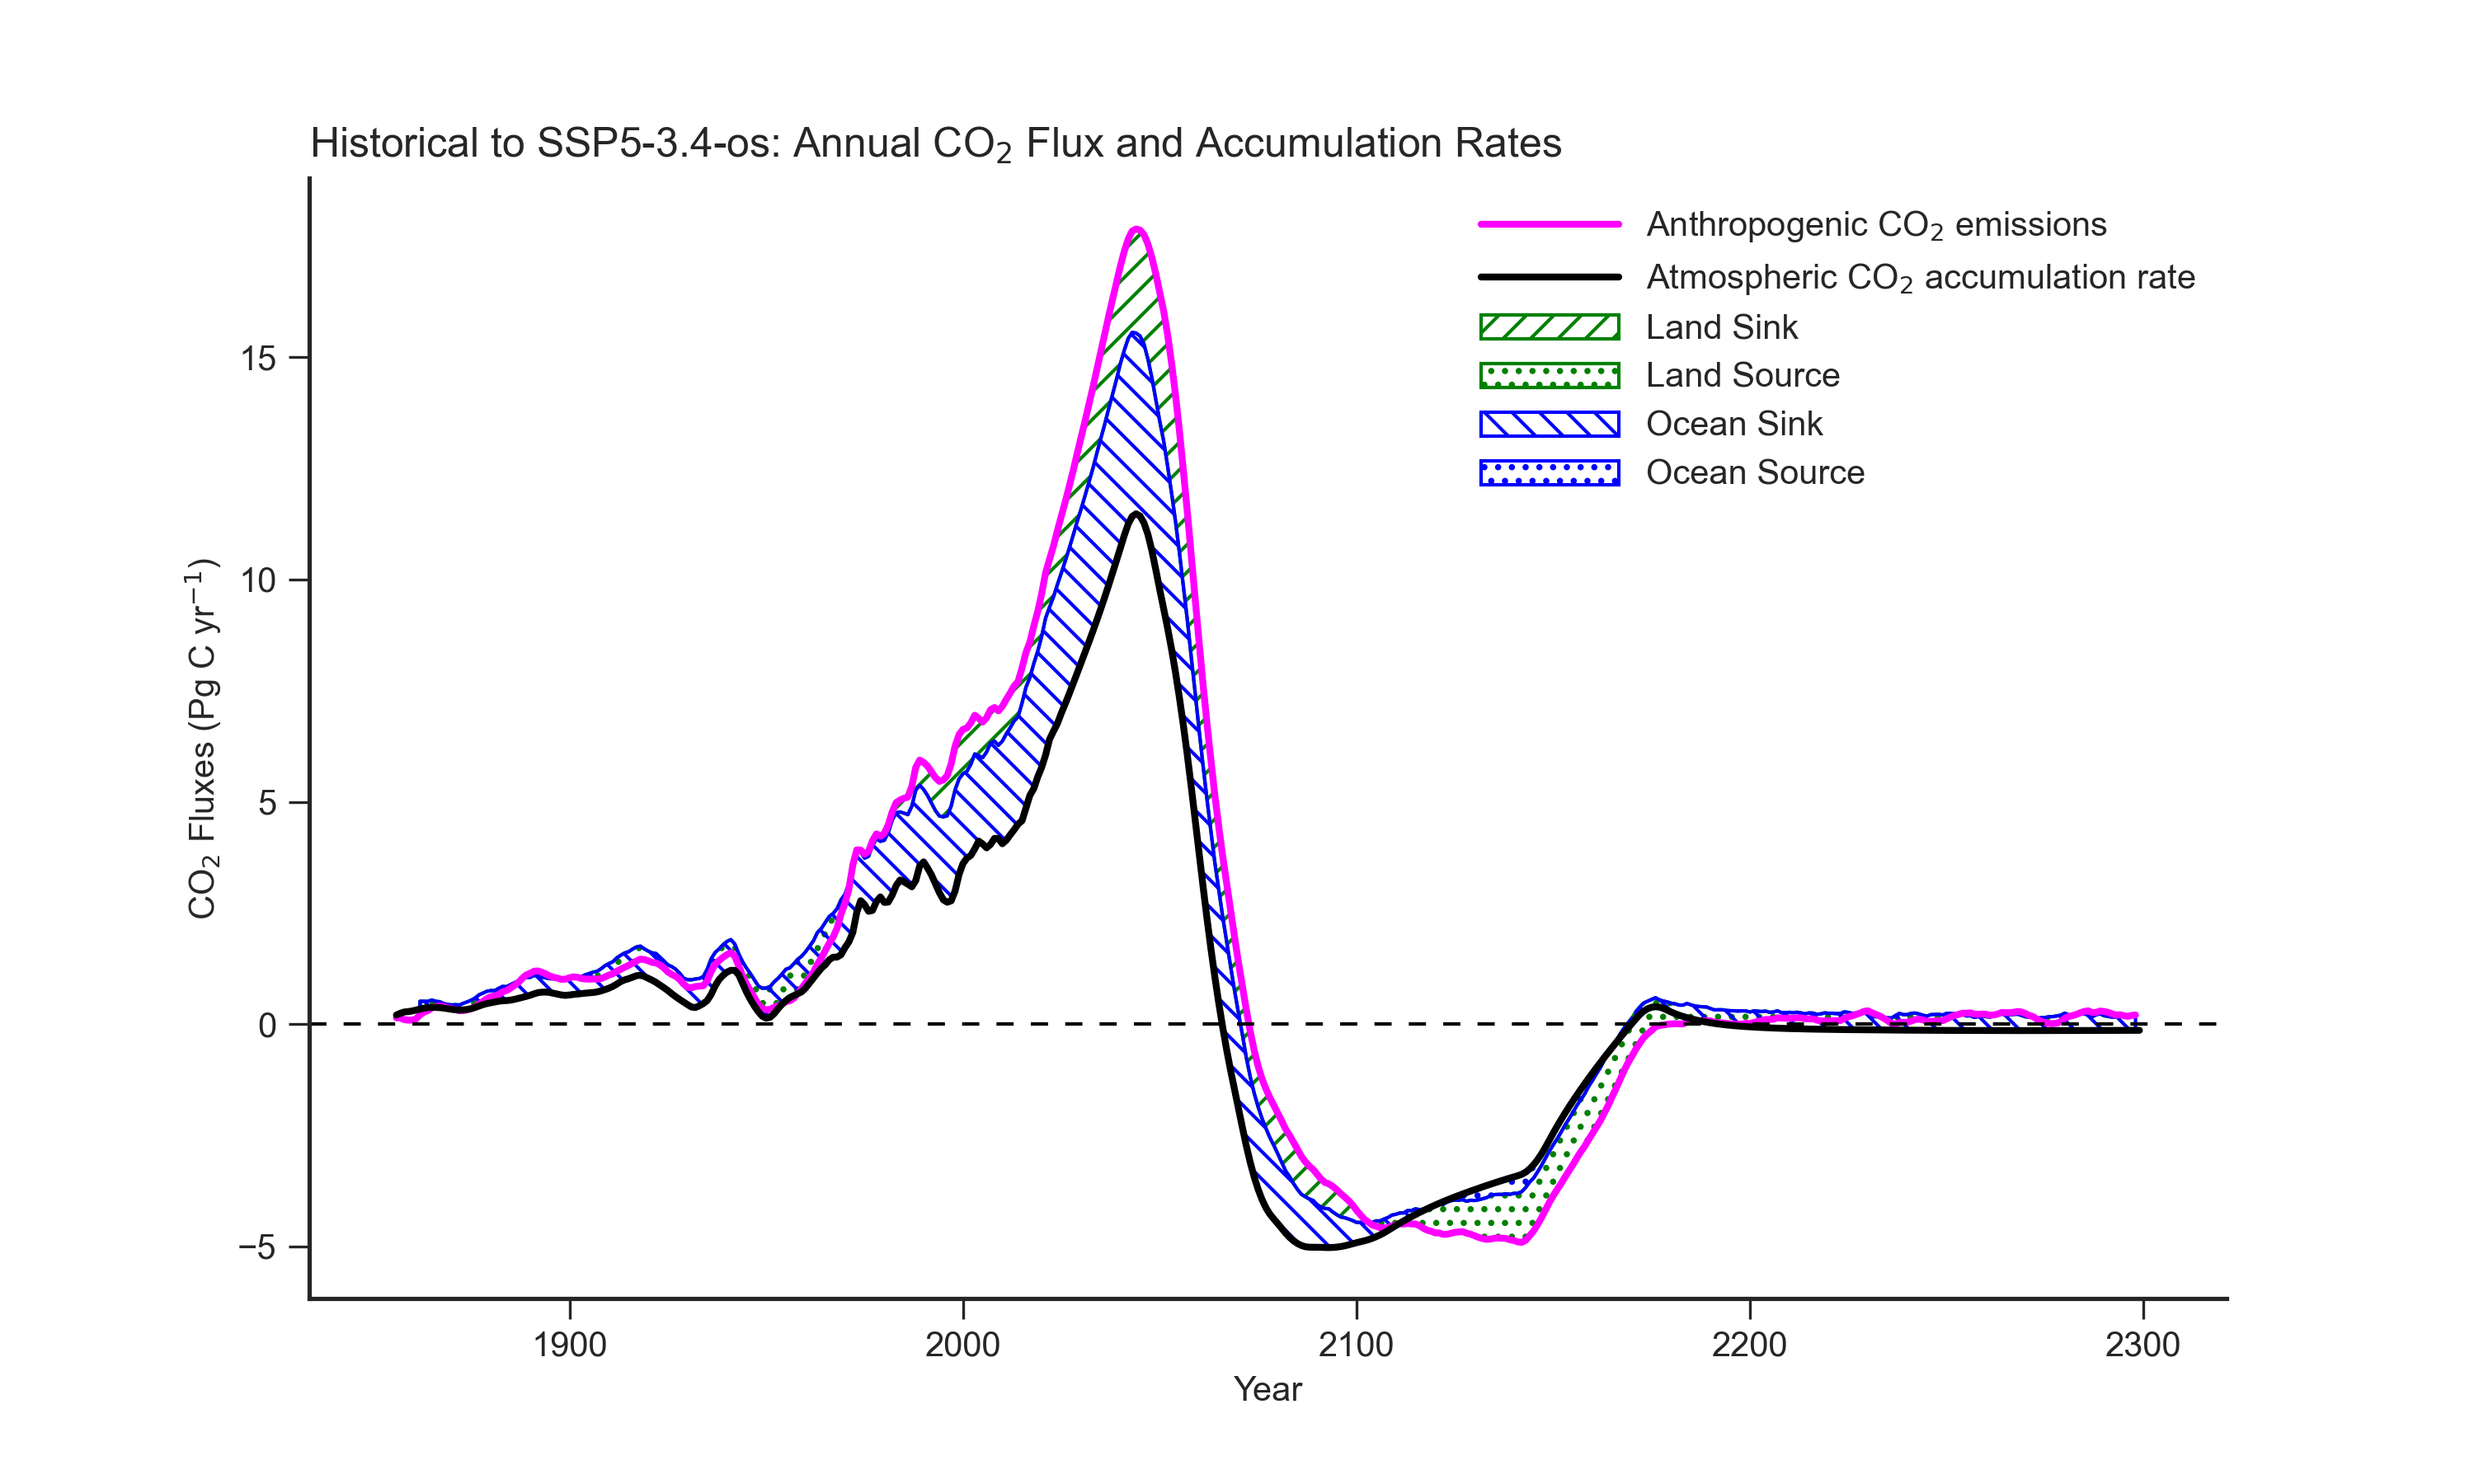 Historical to SSP5-3.4-os: Annual CO₂ Flux and Accumulation Rates
Anthropogenic CO₂ emissions
Atmospheric CO₂ accumulation rate
Land Sink
Land Source
Ocean Sink
Ocean Source
CO₂ Fluxes (Pg C yr⁻¹)
15
10
5
0
−5
1900 2000 2100 2200 2300
Year